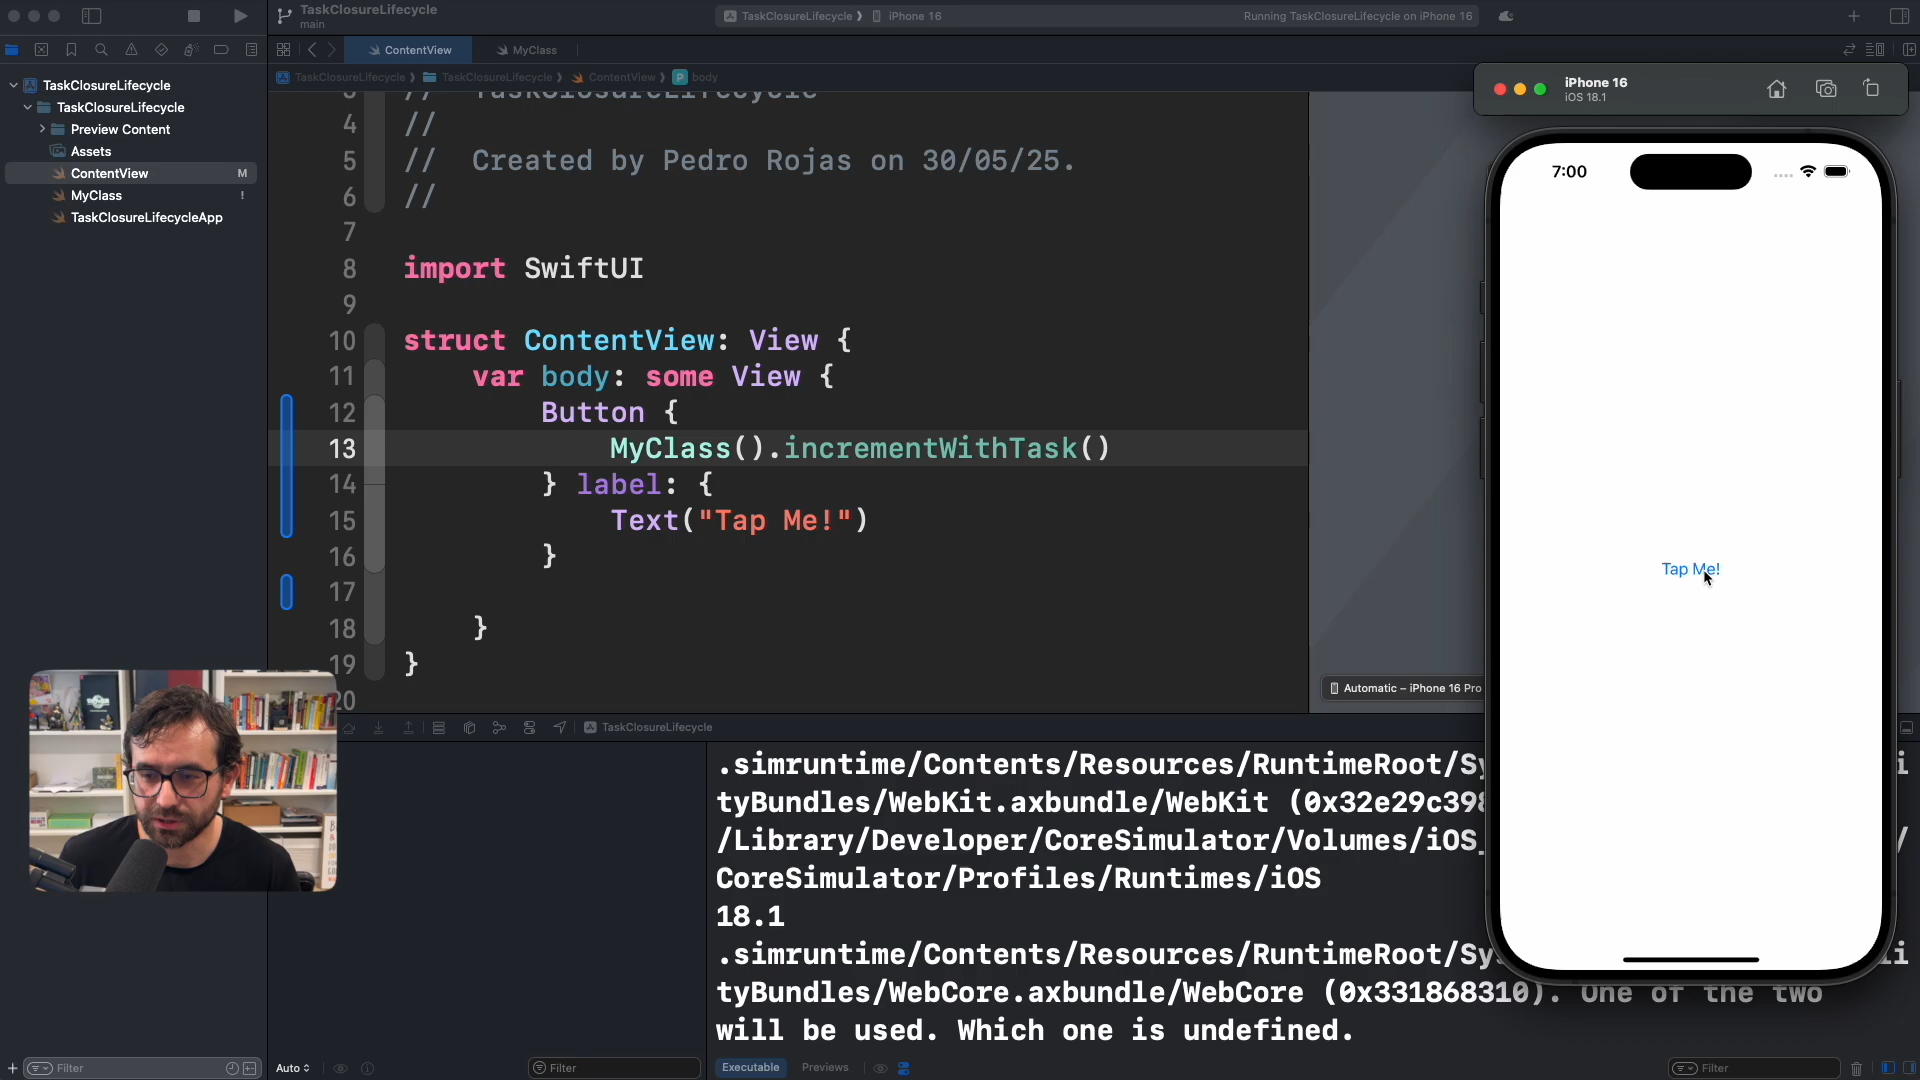 TaskClosureLifecycle
main
TaskClosureLifecycle
iPhone 16
Running TaskClosureLifecycle on iPhone 16
ContentView
MyClass
TaskClosureLifecycle
TaskClosureLifecycle
ContentView
body
TaskClosureLifecycle
TaskClosureLifecycle
Preview Content
Assets
ContentView M
MyClass !
TaskClosureLifecycleApp
3 // TaskClosureLifecycle
4 //
5 // Created by Pedro Rojas on 30/05/25.
6 //
7
8 import SwiftUI
9
10 struct ContentView: View {
11 var body: some View {
12 Button {
13 MyClass().incrementWithTask()
14 } label: {
15 Text("Tap Me!")
16 }
17
18 }
19 }
20
iPhone 16
iOS 18.1
7:00
Tap Me!
Automatic – iPhone 16 Pro
TaskClosureLifecycle
.simruntime/Contents/Resources/RuntimeRoot/Sy i
tyBundles/WebKit.axbundle/WebKit (0x32e29c398
/Library/Developer/CoreSimulator/Volumes/iOS_ /
CoreSimulator/Profiles/Runtimes/iOS
18.1
.simruntime/Contents/Resources/RuntimeRoot/Sy i
tyBundles/WebCore.axbundle/WebCore (0x331868310). One of the two
will be used. Which one is undefined.
Filter
Auto
Filter
Executable
Previews
Filter